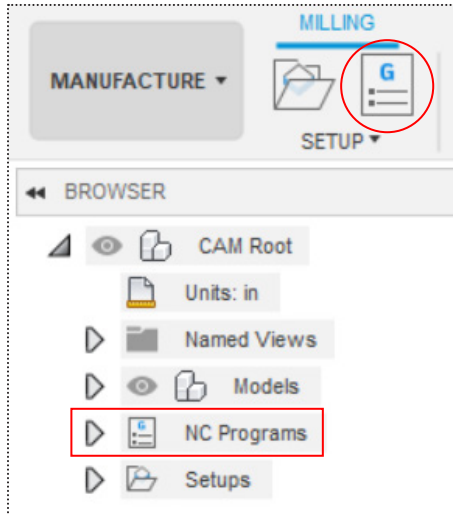 MILLING
MANUFACTURE
G
SETUP
BROWSER
CAM Root
Units: in
Named Views
Models
G
NC Programs
Setups